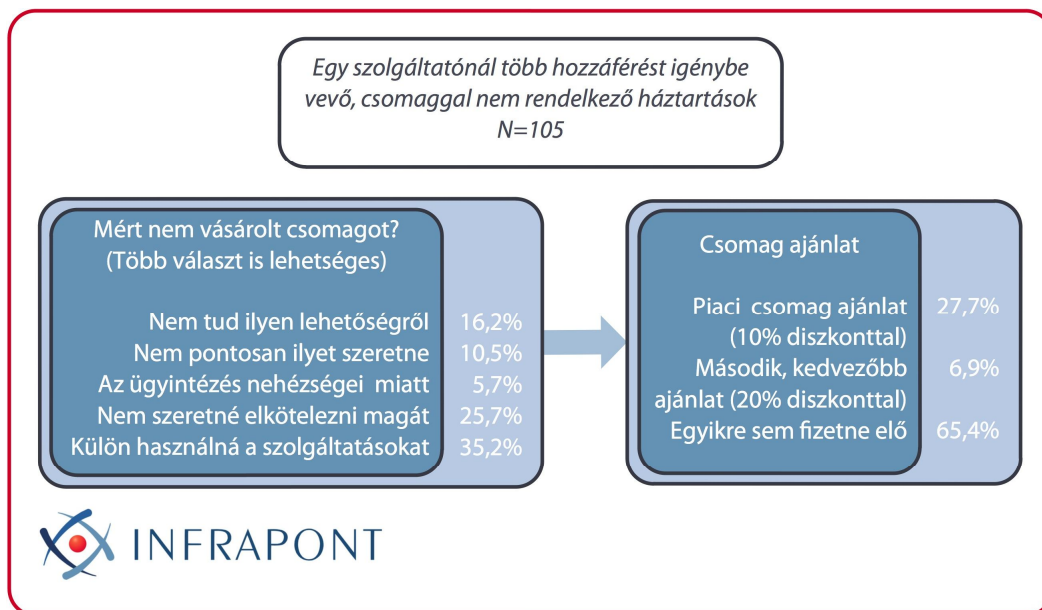 Egy szolgáltatónál több hozzáférést igénybe
vevő, csomaggal nem rendelkező háztartások
N=105
Mért nem vásárolt csomagot?
(Több választ is lehetséges)
Nem tud ilyen lehetőségről 16,2%
Nem pontosan ilyet szeretne 10,5%
Az ügyintézés nehézségei miatt 5,7%
Nem szeretné elkötelezni magát 25,7%
Külön használná a szolgáltatásokat 35,2%
Csomag ajánlat
Piaci csomag ajánlat 27,7%
(10% diszkonttal)
Második, kedvezőbb 6,9%
ajánlat (20% diszkonttal)
Egyikre sem fizetne elő 65,4%
INFRAPONT